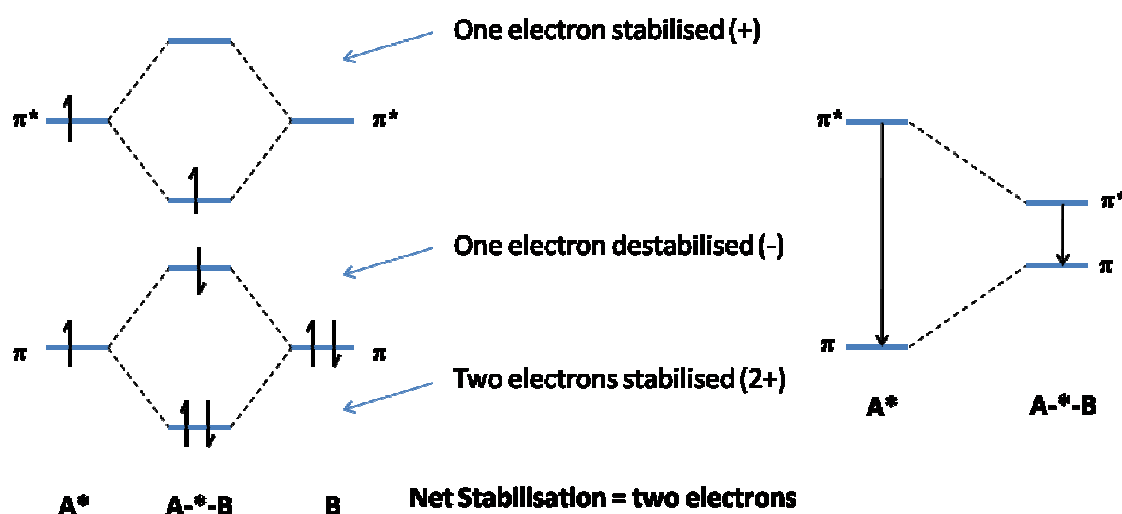 One electron stabilised (+)
π* π*
One electron destabilised (-)
π π
Two electrons stabilised (2+)
A* A-*-B B
Net Stabilisation = two electrons
π*
π*
π
π
A* A-*-B